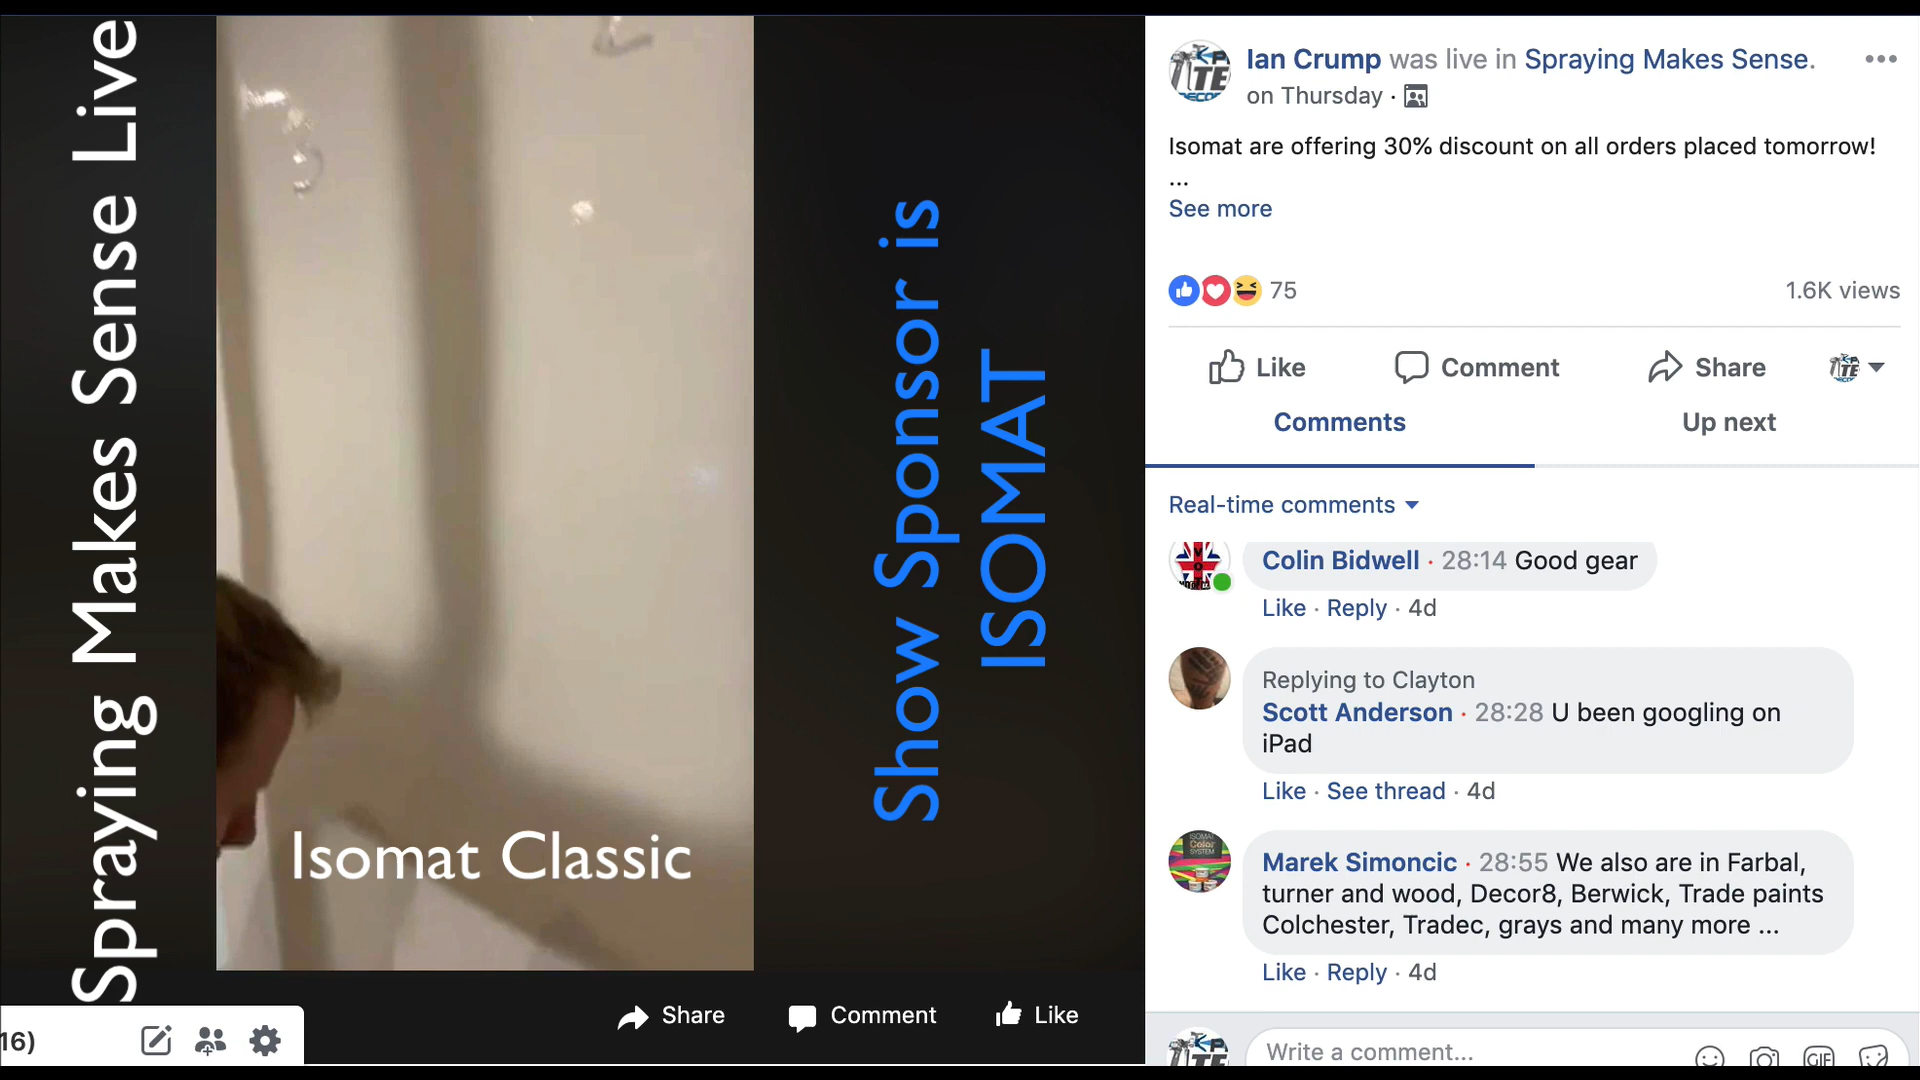 Spraying Makes Sense Live
Isomat Classic
Show Sponsor is
ISOMAT
Share
Comment
Like
16)
Ian Crump was live in Spraying Makes Sense.
on Thursday ·
Isomat are offering 30% discount on all orders placed tomorrow!
...
See more
75
1.6K views
Like
Comment
Share
Comments
Up next
Real-time comments
Colin Bidwell · 28:14 Good gear
Like · Reply · 4d
Replying to Clayton
Scott Anderson · 28:28 U been googling on
iPad
Like · See thread · 4d
Marek Simoncic · 28:55 We also are in Farbal,
turner and wood, Decor8, Berwick, Trade paints
Colchester, Tradec, grays and many more ...
Like · Reply · 4d
Write a comment...
GIF